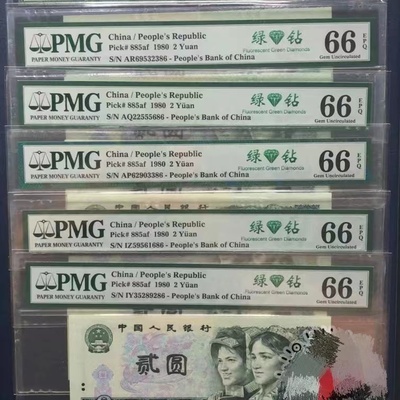 PMG
PAPER MONEY GUARANTY
China / People's Republic
Pick# 885af 1980 2 Yuan
S/N AR69532386 - People's Bank of China
绿 钻
Fluorescent Green Diamonds
66 EPQ
Gem Uncirculated
PMG
PAPER MONEY GUARANTY
China / People's Republic
Pick# 885af 1980 2 Yüan
S/N AQ22555686 - People's Bank of China
绿 钻
Fluorescent Green Diamonds
66 EPQ
Gem Uncirculated
PMG
PAPER MONEY GUARANTY
China / People's Republic
Pick# 885af 1980 2 Yüan
S/N AP62903386 - People's Bank of China
绿 钻
Fluorescent Green Diamonds
66 EPQ
Gem Uncirculated
PMG
PAPER MONEY GUARANTY
China / People's Republic
Pick# 885af 1980 2 Yüan
S/N IZ39561686 - People's Bank of China
绿 钻
Fluorescent Green Diamonds
66 EPQ
Gem Uncirculated
PMG
PAPER MONEY GUARANTY
China / People's Republic
Pick# 885af 1980 2 Yüan
S/N IY35289286 - People's Bank of China
绿 钻
Fluorescent Green Diamonds
66 EPQ
Gem Uncirculated
中国人民银行
贰圆